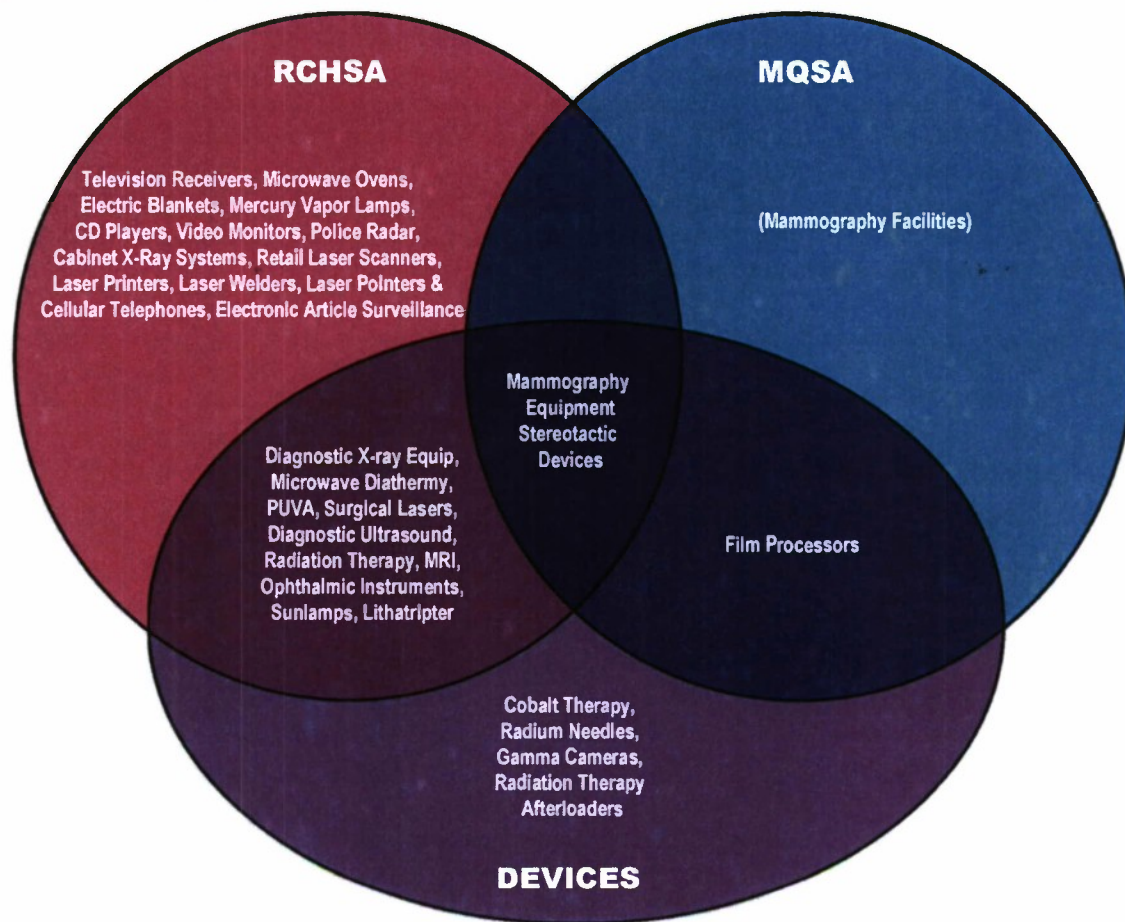 RCHSA
MQSA
Television Receivers, Microwave Ovens,
Electric Blankets, Mercury Vapor Lamps,
CD Players, Video Monitors, Police Radar,
Cabinet X-Ray Systems, Retail Laser Scanners,
Laser Printers, Laser Welders, Laser Pointers &
Cellular Telephones, Electronic Article Surveillance
(Mammography Facilities)
Mammography
Equipment
Stereotactic
Devices
Diagnostic X-ray Equip,
Microwave Diathermy,
PUVA, Surgical Lasers,
Diagnostic Ultrasound,
Radiation Therapy, MRI,
Ophthalmic Instruments,
Sunlamps, Lithatripter
Film Processors
Cobalt Therapy,
Radium Needles,
Gamma Cameras,
Radiation Therapy
Afterloaders
DEVICES